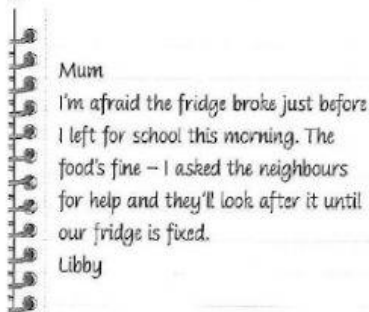 Mum
I'm afraid the fridge broke just before
I left for school this morning. The
food's fine – I asked the neighbours
for help and they'll look after it until
our fridge is fixed.
Libby